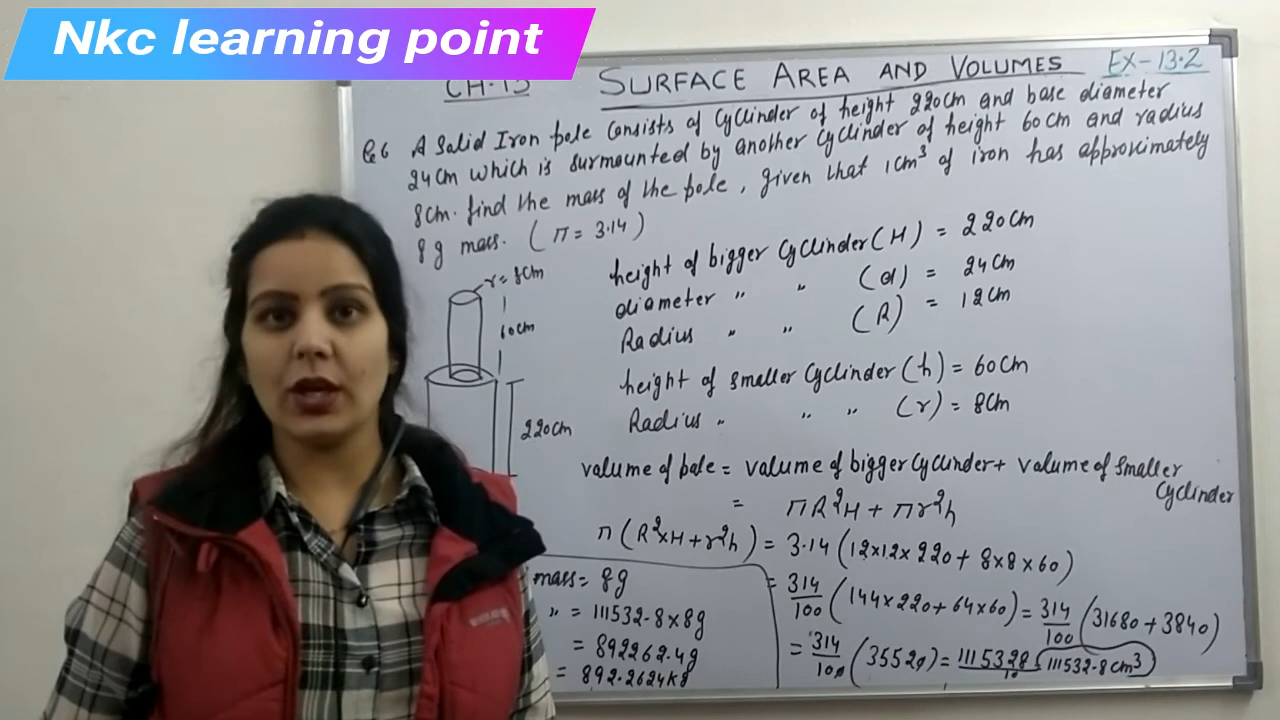 Nkc learning point
CH.13 SURFACE AREA AND VOLUMES EX-13.2
Q.6 A Solid Iron pole Consists of Cylinder of height 220cm and base diameter
24cm which is surmounted by another Cylinder of height 60cm and radius
8cm. find the mass of the pole, given that 1cm³ of iron has approximately
8g mass. (π = 3.14)
height of bigger Cylinder (H) = 220cm
diameter " " (d) = 24cm
Radius " " (R) = 12cm
r = 8cm
60cm
220cm
height of smaller Cylinder (h) = 60cm
Radius " " " (r) = 8cm
volume of pole = volume of bigger Cylinder + volume of smaller
Cylinder
= πR²H + πr²h
π(R²×H+r²h) = 3.14 (12×12×220+ 8×8×60)
= 314/100 (144×220+64×60) = 314/100 (31680+3840)
= 314/100 (35520) = 1115328/10 111532.8cm³
mass = 8g
" = 111532.8×8g
= 892262.4g
= 892.2624kg